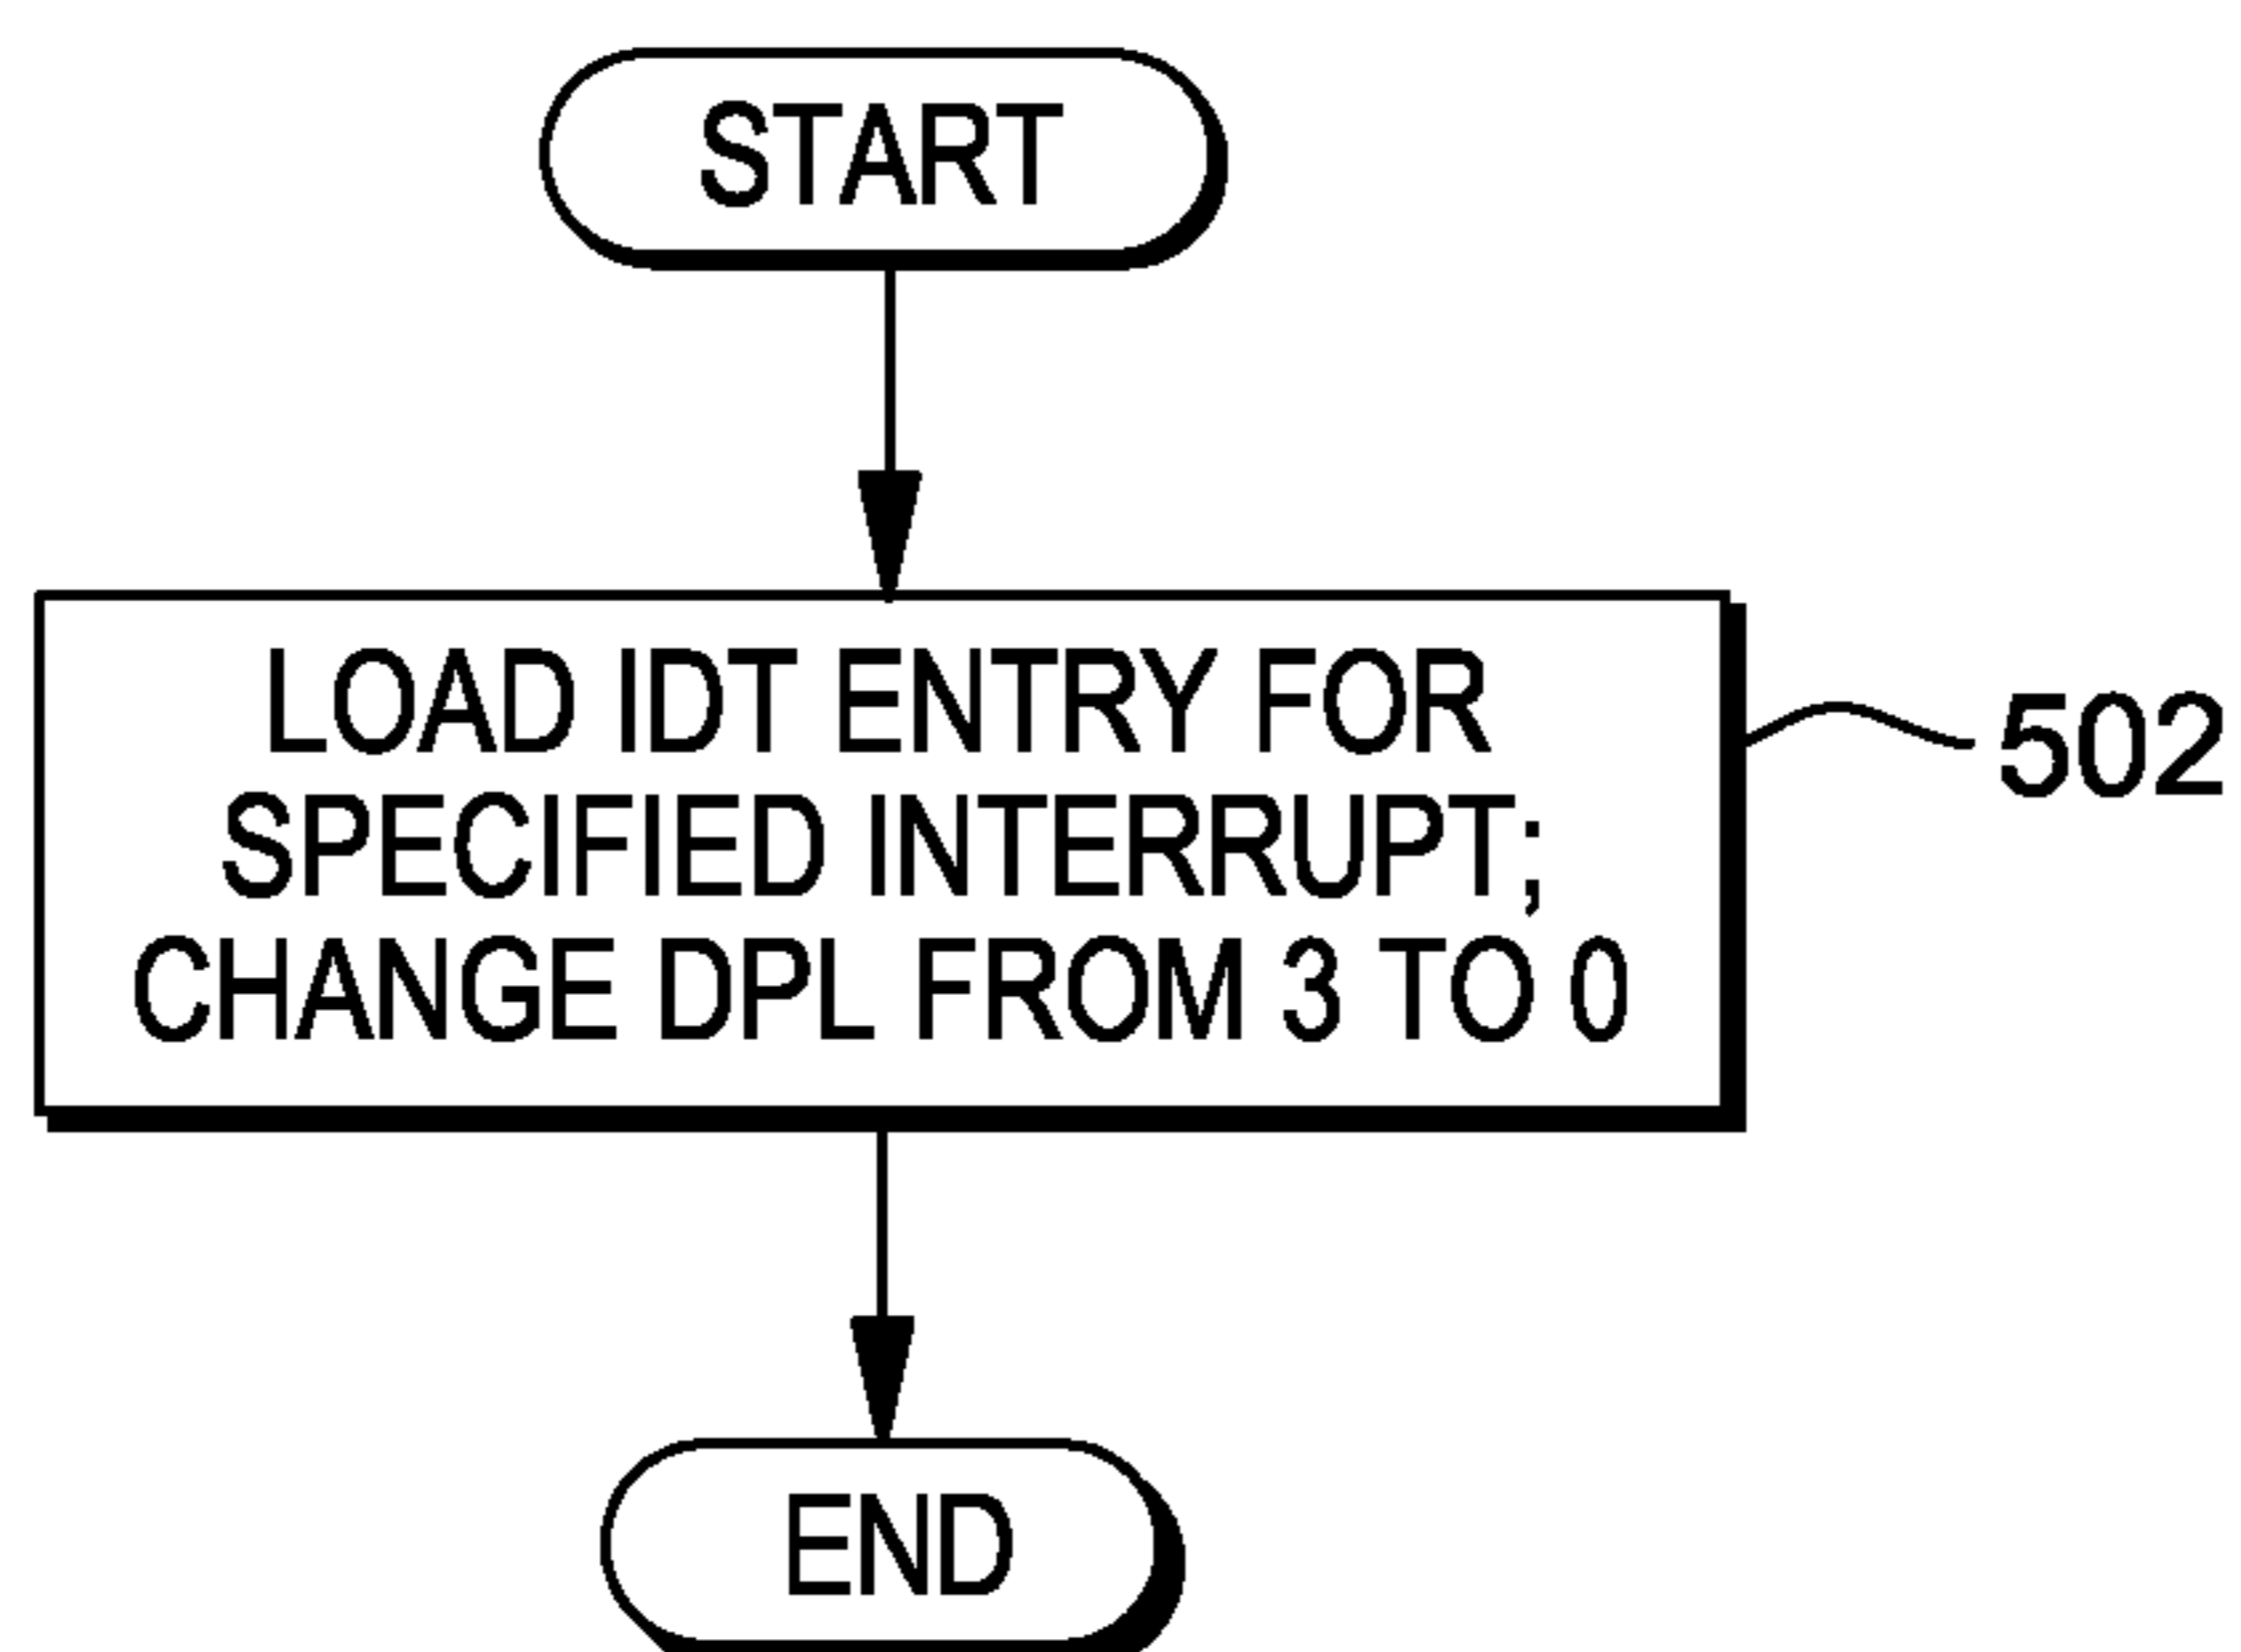 START
LOAD IDT ENTRY FOR
SPECIFIED INTERRUPT;
CHANGE DPL FROM 3 TO 0
502
END